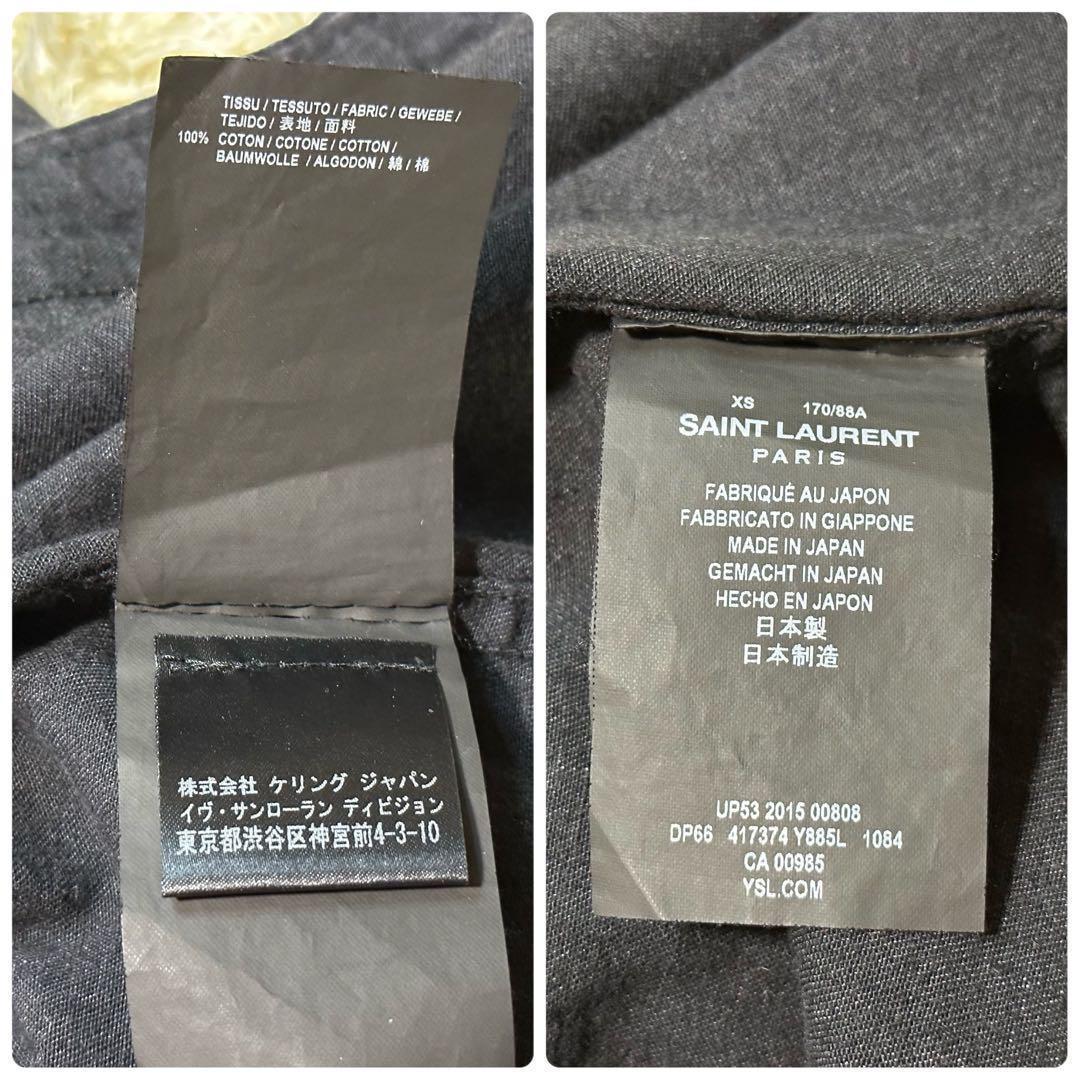 TISSU / TESSUTO / FABRIC / GEWEBE /
TEJIDO / 表地 / 面料
100% COTON / COTONE / COTTON /
BAUMWOLLE / ALGODON / 綿 / 棉
株式会社 ケリング ジャパン
イヴ・サンローラン ディビジョン
東京都渋谷区神宮前4-3-10
XS 170/88A
SAINT LAURENT
PARIS
FABRIQUÉ AU JAPON
FABBRICATO IN GIAPPONE
MADE IN JAPAN
GEMACHT IN JAPAN
HECHO EN JAPON
日本製
日本制造
UP53 2015 00808
DP66 417374 Y885L 1084
CA 00985
YSL.COM